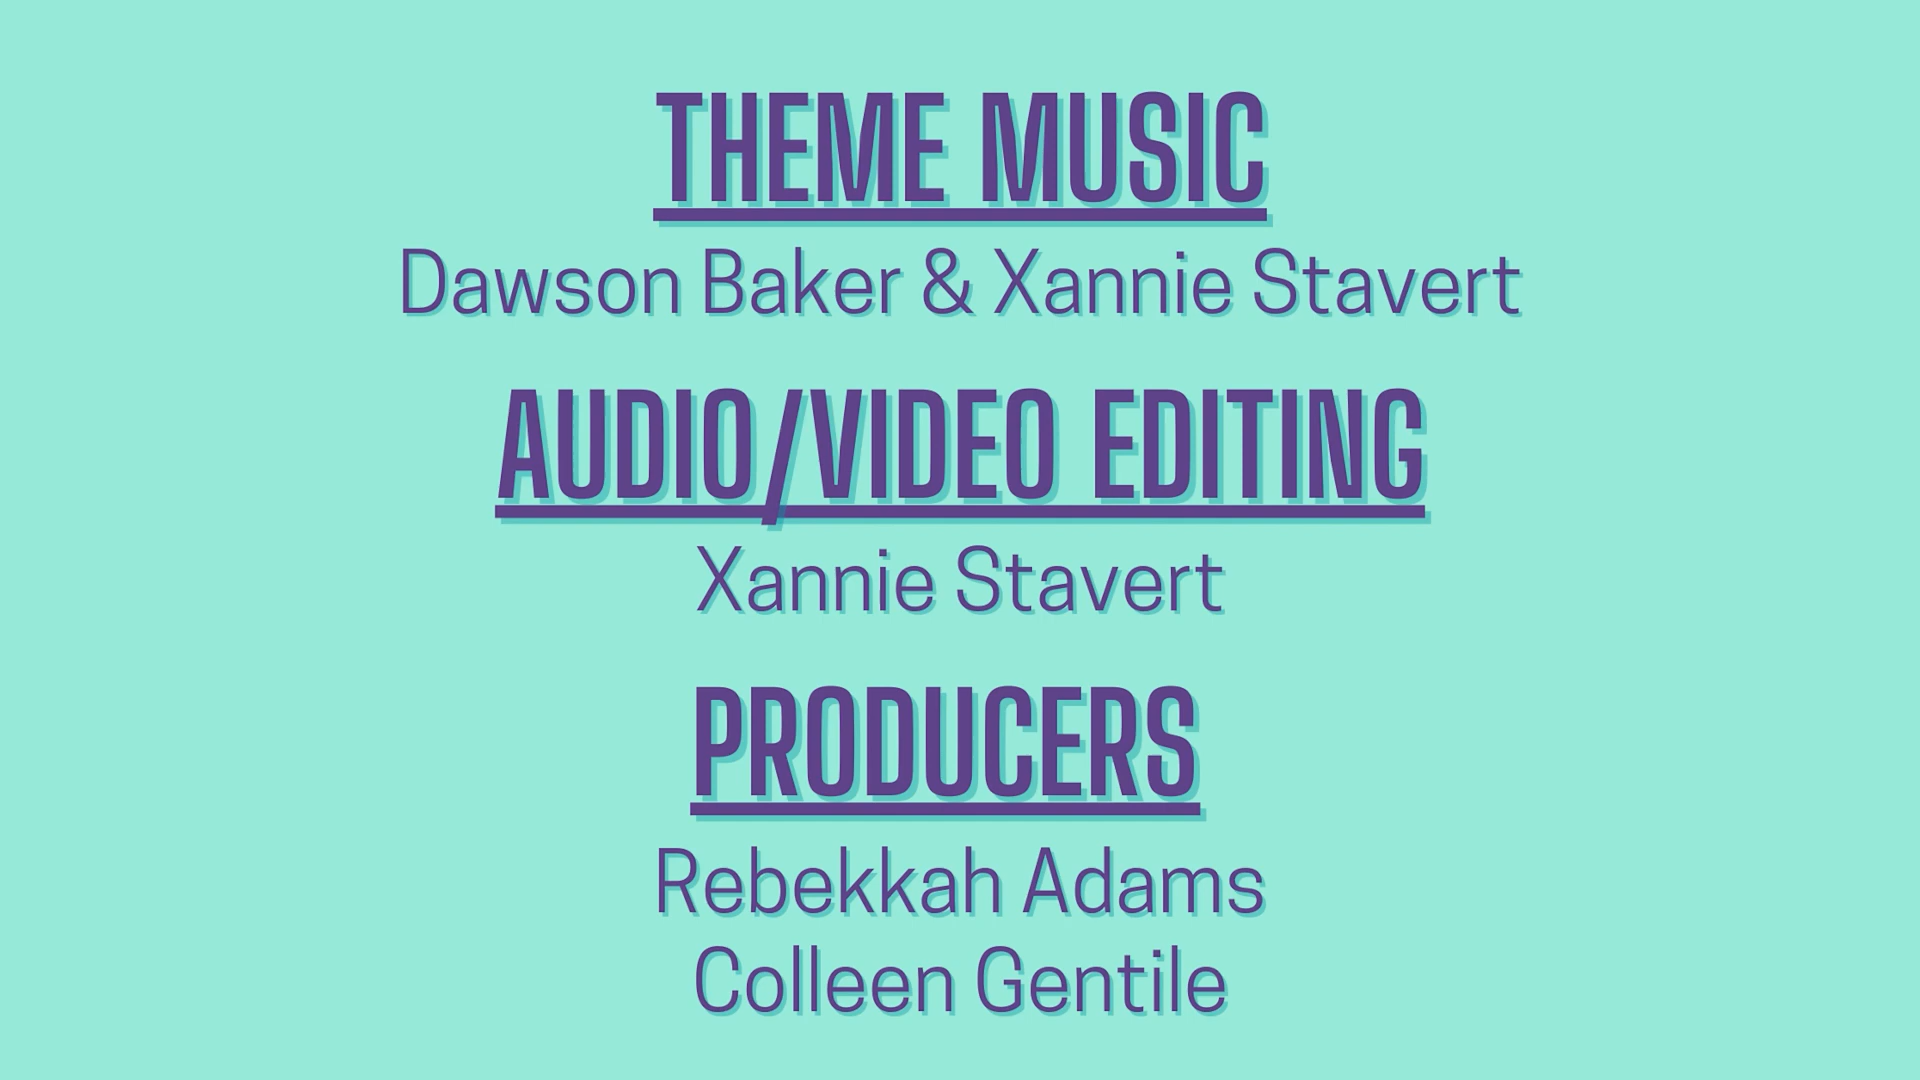 THEME MUSIC
Dawson Baker & Xannie Stavert
AUDIO/VIDEO EDITING
Xannie Stavert
PRODUCERS
Rebekkah Adams
Colleen Gentile